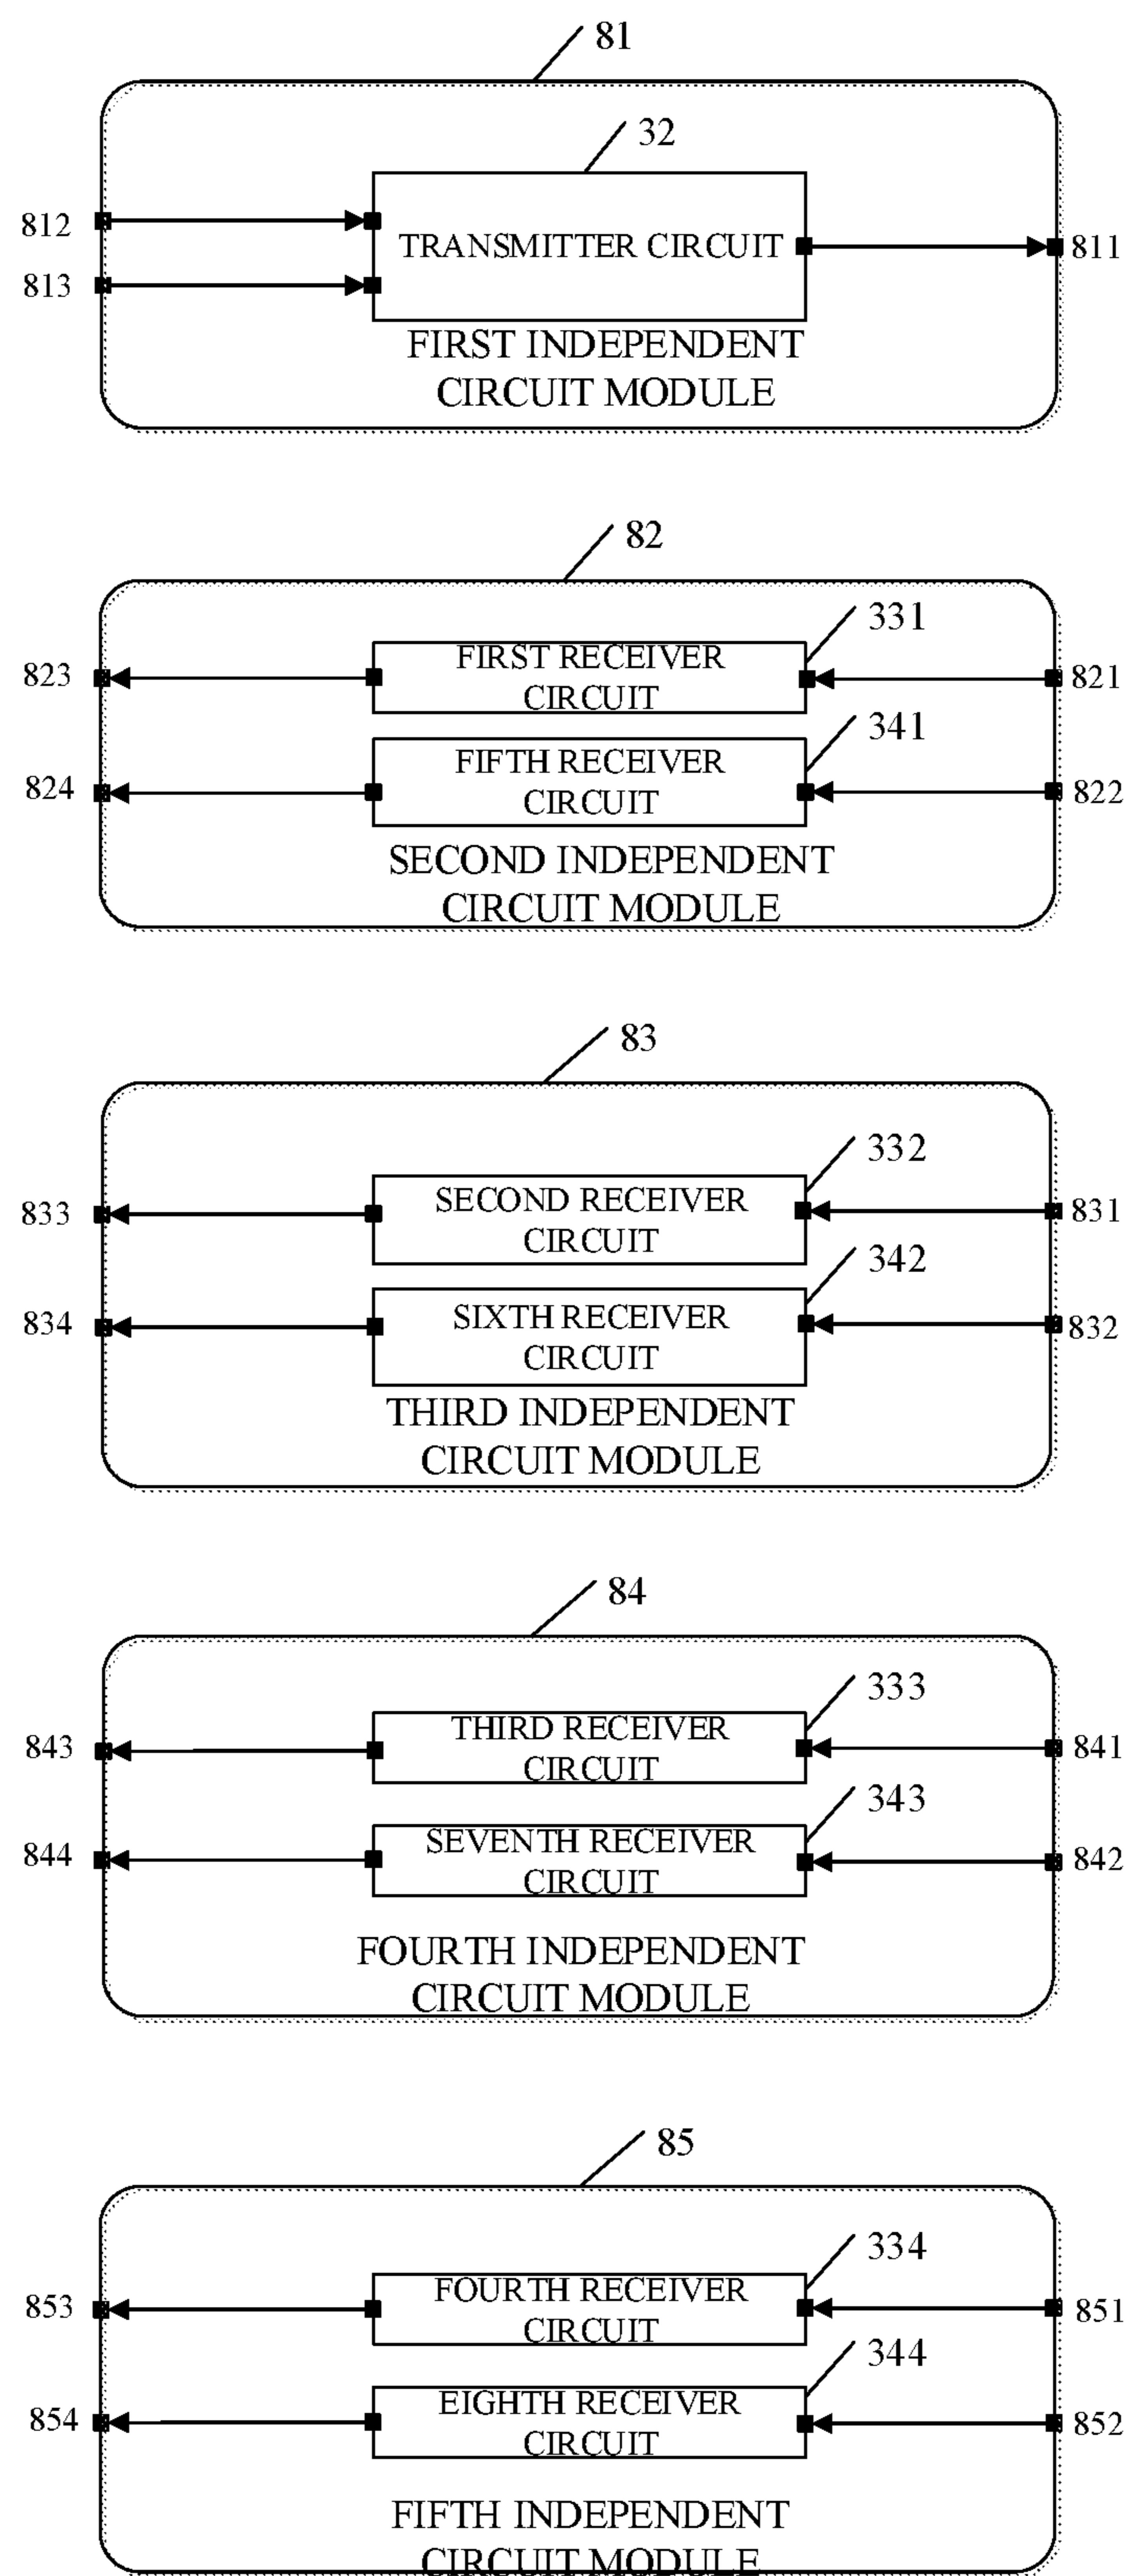 81
32
812
TRANSMITTER CIRCUIT
811
813
FIRST INDEPENDENT
CIRCUIT MODULE
82
331
823
FIRST RECEIVER
CIRCUIT
821
341
824
FIFTH RECEIVER
CIRCUIT
822
SECOND INDEPENDENT
CIRCUIT MODULE
83
332
833
SECOND RECEIVER
CIRCUIT
831
342
834
SIXTH RECEIVER
CIRCUIT
832
THIRD INDEPENDENT
CIRCUIT MODULE
84
333
843
THIRD RECEIVER
CIRCUIT
841
343
844
SEVENTH RECEIVER
CIRCUIT
842
FOURTH INDEPENDENT
CIRCUIT MODULE
85
334
853
FOURTH RECEIVER
CIRCUIT
851
344
854
EIGHTH RECEIVER
CIRCUIT
852
FIFTH INDEPENDENT
CIRCUIT MODULE